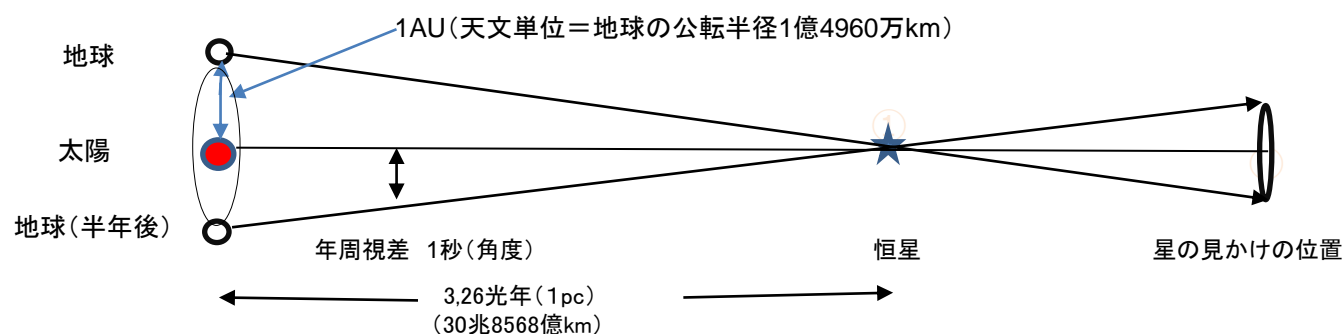 1AU(天文単位＝地球の公転半径1億4960万km)
地球
太陽
地球(半年後)
年周視差 1秒(角度)
恒星
星の見かけの位置
3,26光年(1pc)
(30兆8568億km)